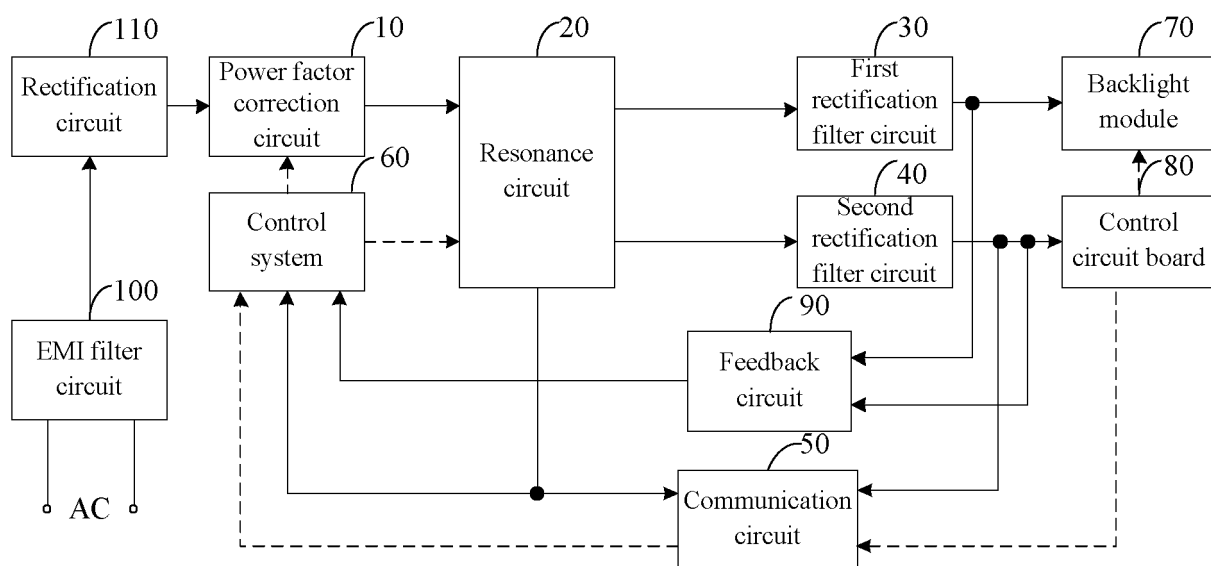 110
10
20
30
70
Rectification
circuit
Power factor
correction
circuit
Resonance
circuit
First
rectification
filter circuit
Backlight
module
60
40
80
Control
system
Second
rectification
filter circuit
Control
circuit board
100
90
EMI filter
circuit
Feedback
circuit
50
AC
Communication
circuit